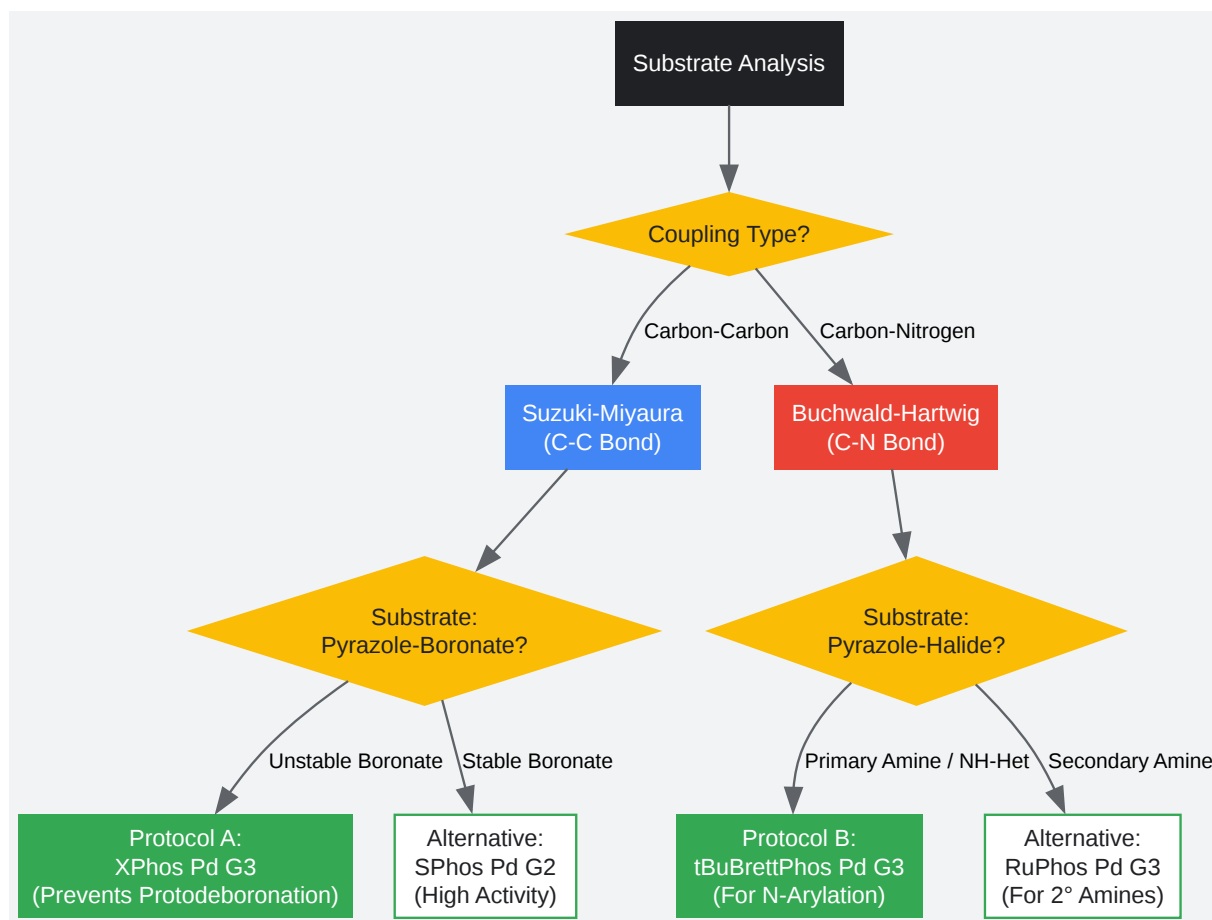 Substrate Analysis
Coupling Type?
Carbon-Carbon
Carbon-Nitrogen
Suzuki-Miyaura
(C-C Bond)
Buchwald-Hartwig
(C-N Bond)
Substrate:
Pyrazole-Boronate?
Substrate:
Pyrazole-Halide?
Unstable Boronate
Stable Boronate
Primary Amine / NH-Het
Secondary Amine
Protocol A:
XPhos Pd G3
(Prevents Protodeboronation)
Alternative:
SPhos Pd G2
(High Activity)
Protocol B:
tBuBrettPhos Pd G3
(For N-Arylation)
Alternative:
RuPhos Pd G3
(For 2° Amines)